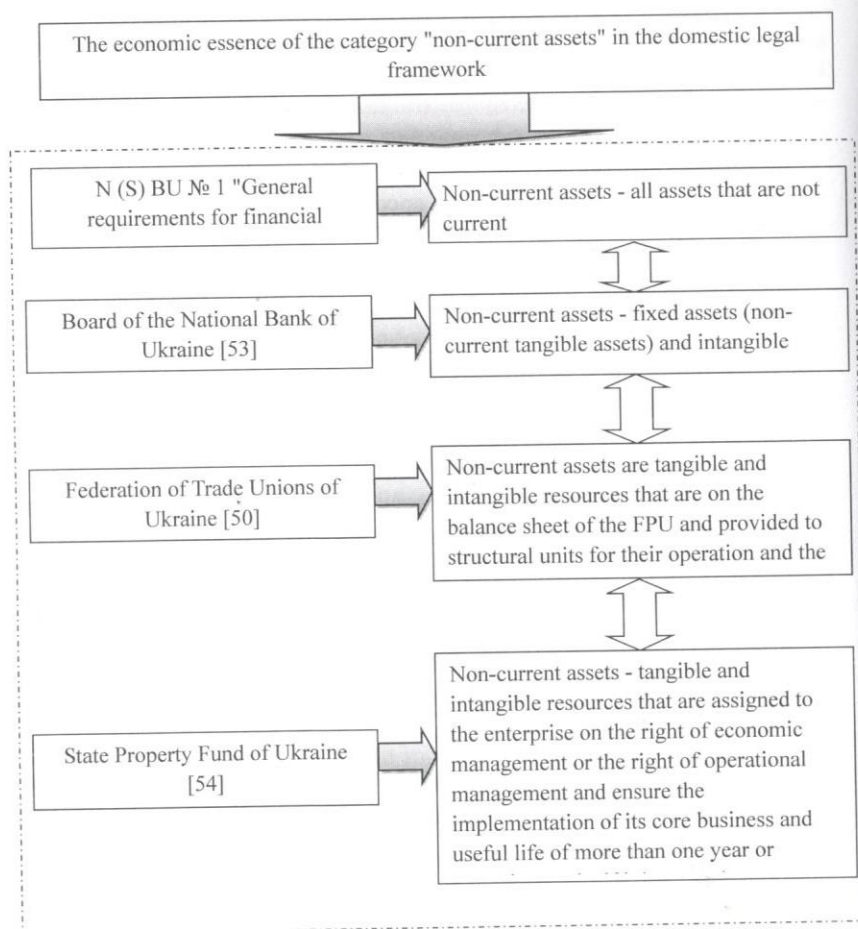 The economic essence of the category "non-current assets" in the domestic legal
framework
N (S) BU № 1 "General
requirements for financial
Non-current assets - all assets that are not
current
Board of the National Bank of
Ukraine [53]
Non-current assets - fixed assets (non-
current tangible assets) and intangible
Federation of Trade Unions of
Ukraine [50]
Non-current assets are tangible and
intangible resources that are on the
balance sheet of the FPU and provided to
structural units for their operation and the
State Property Fund of Ukraine
[54]
Non-current assets - tangible and
intangible resources that are assigned to
the enterprise on the right of economic
management or the right of operational
management and ensure the
implementation of its core business and
useful life of more than one year or